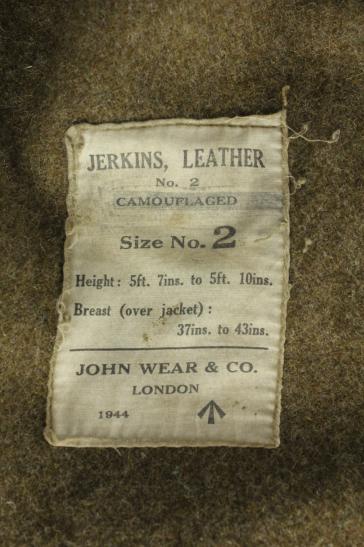 JERKINS, LEATHER
No. 2
CAMOUFLAGED
Size No. 2
Height: 5ft. 7ins. to 5ft. 10ins.
Breast (over jacket):
37ins. to 43ins.
JOHN WEAR & CO.
LONDON
1944